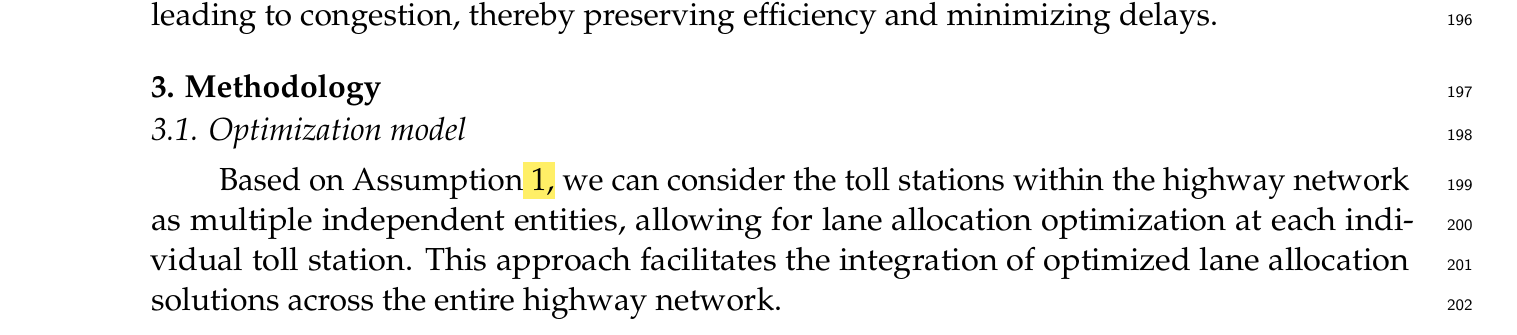 leading to congestion, thereby preserving efficiency and minimizing delays. 196
3. Methodology 197
3.1. Optimization model 198
Based on Assumption 1, we can consider the toll stations within the highway network 199
as multiple independent entities, allowing for lane allocation optimization at each indi- 200
vidual toll station. This approach facilitates the integration of optimized lane allocation 201
solutions across the entire highway network. 202